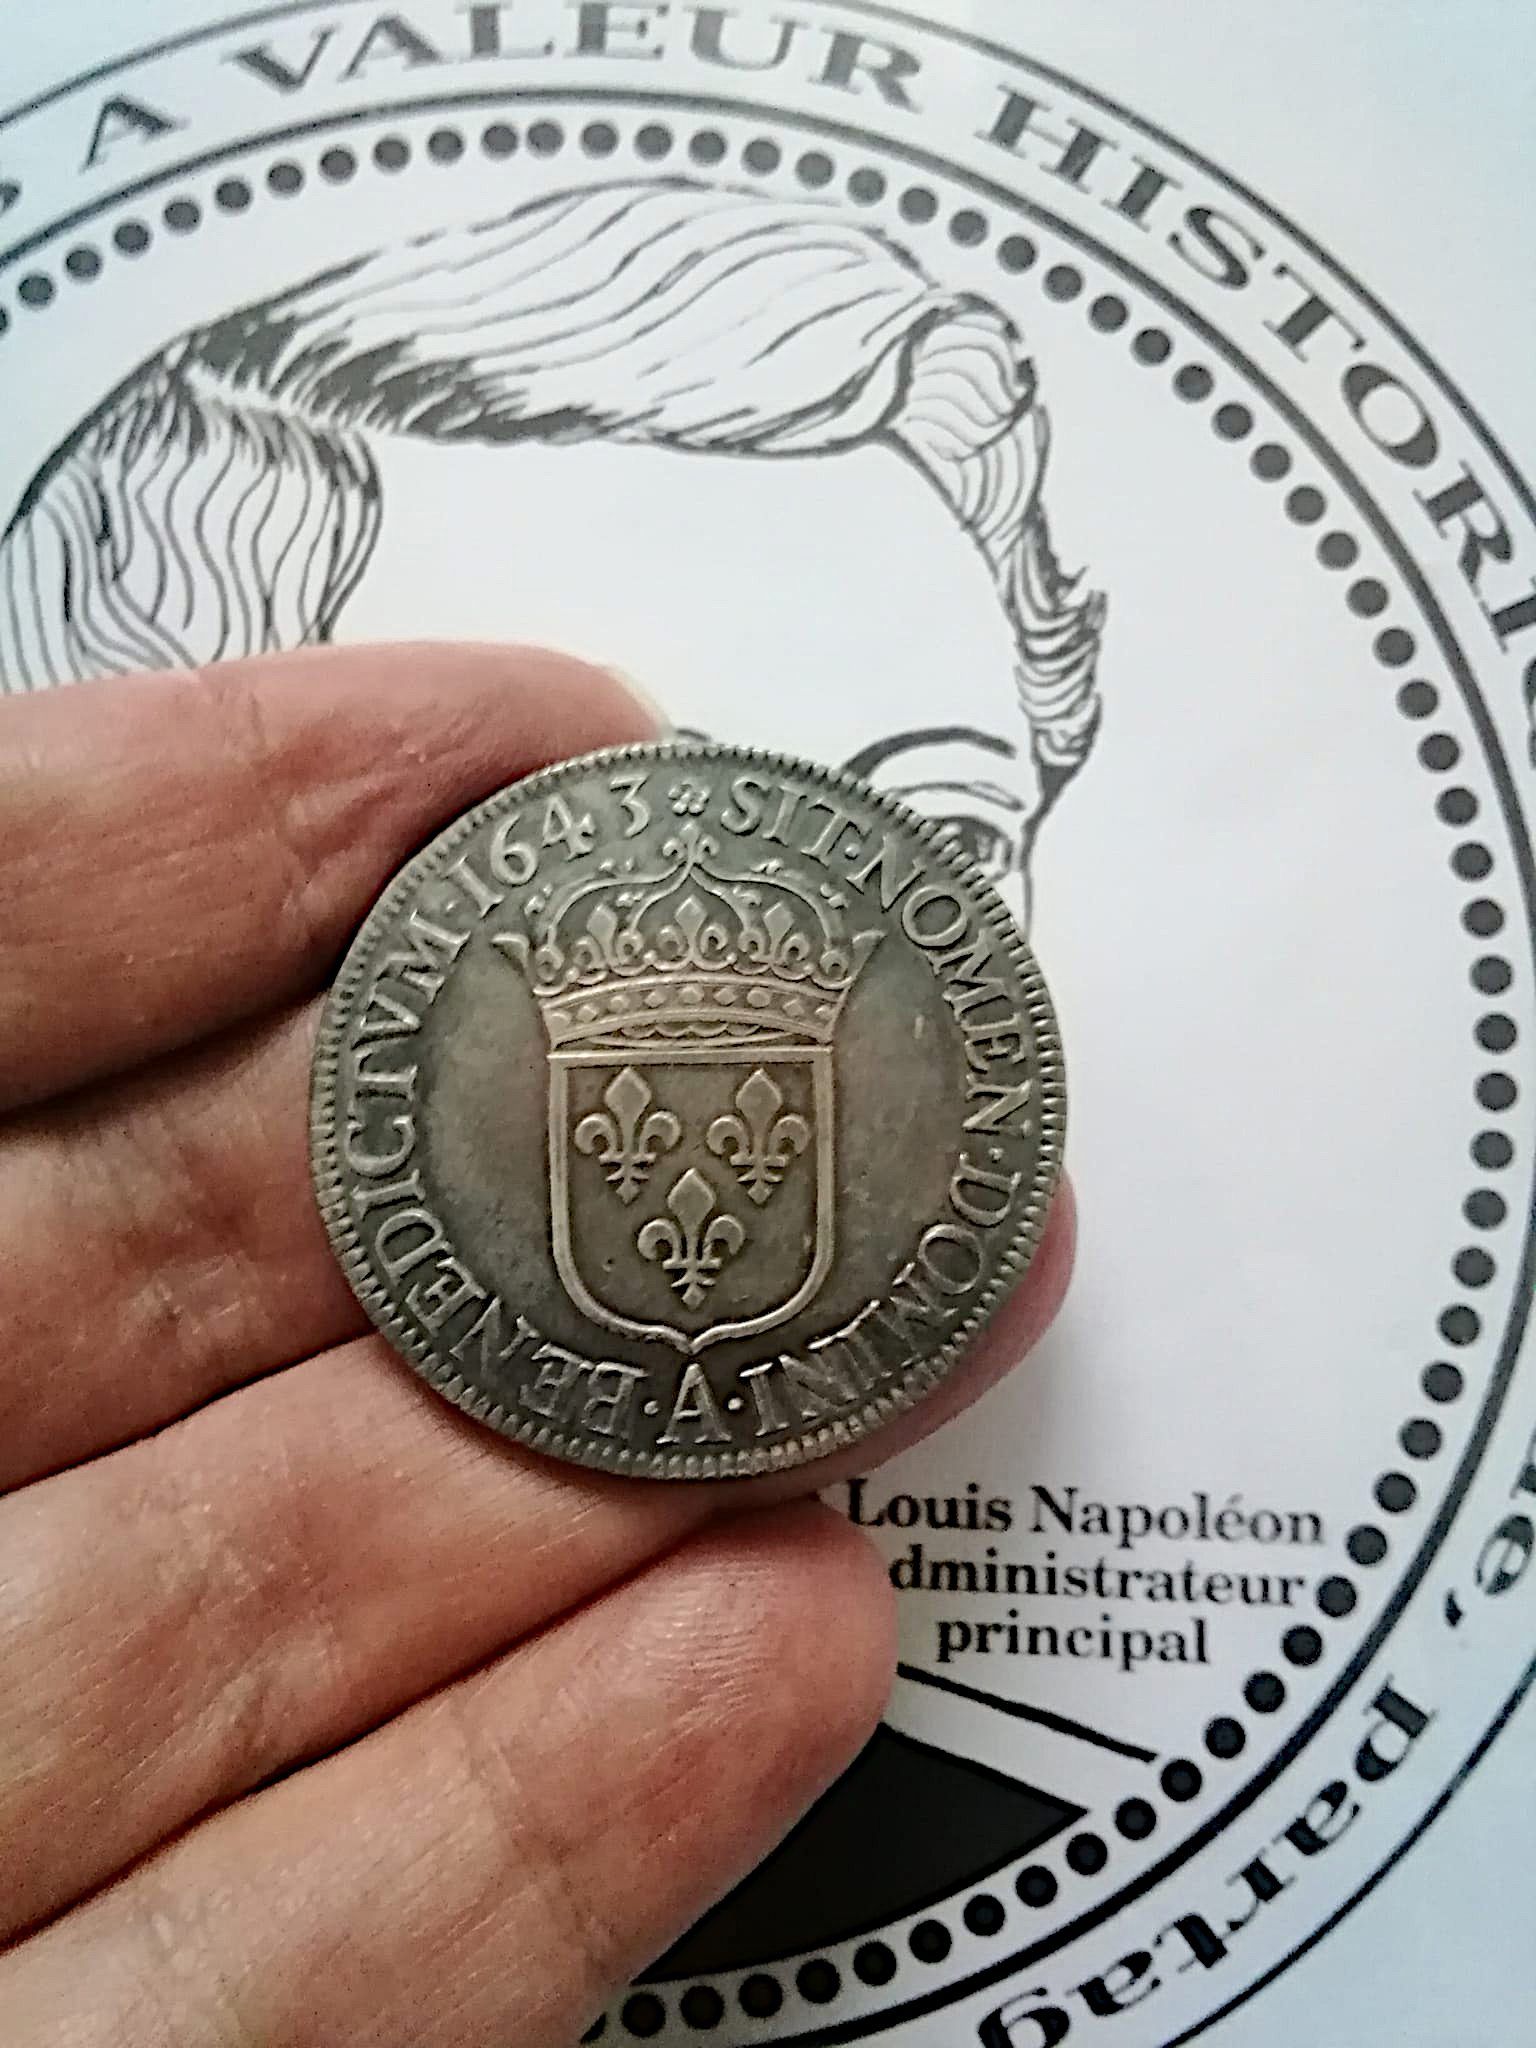 A VALEUR HISTORI
SIT·NOMEN·DOMINI·A·BENEDICTVM·1643
Louis Napoléon
dministrateur
principal
partag